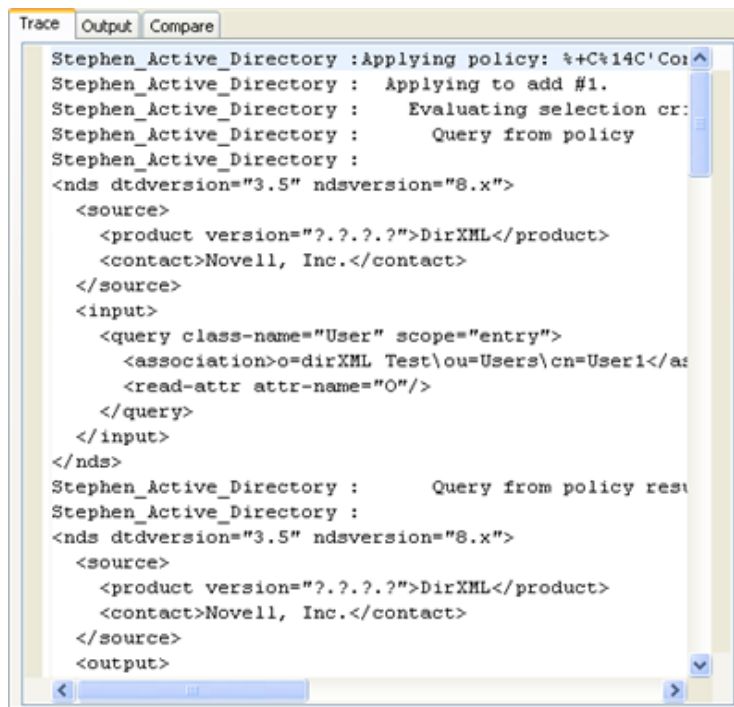 Trace Output Compare
Stephen_Active_Directory :Applying policy: %+C%14C'Cor
Stephen_Active_Directory :  Applying to add #1.
Stephen_Active_Directory :    Evaluating selection cri
Stephen_Active_Directory :      Query from policy
Stephen_Active_Directory :
<nds dtdversion="3.5" ndsversion="8.x">
  <source>
    <product version="?.?.?.?">DirXML</product>
    <contact>Novell, Inc.</contact>
  </source>
  <input>
    <query class-name="User" scope="entry">
      <association>o=dirXML Test\ou=Users\cn=User1</as
      <read-attr attr-name="O"/>
    </query>
  </input>
</nds>
Stephen_Active_Directory :      Query from policy resu
Stephen_Active_Directory :
<nds dtdversion="3.5" ndsversion="8.x">
  <source>
    <product version="?.?.?.?">DirXML</product>
    <contact>Novell, Inc.</contact>
  </source>
  <output>